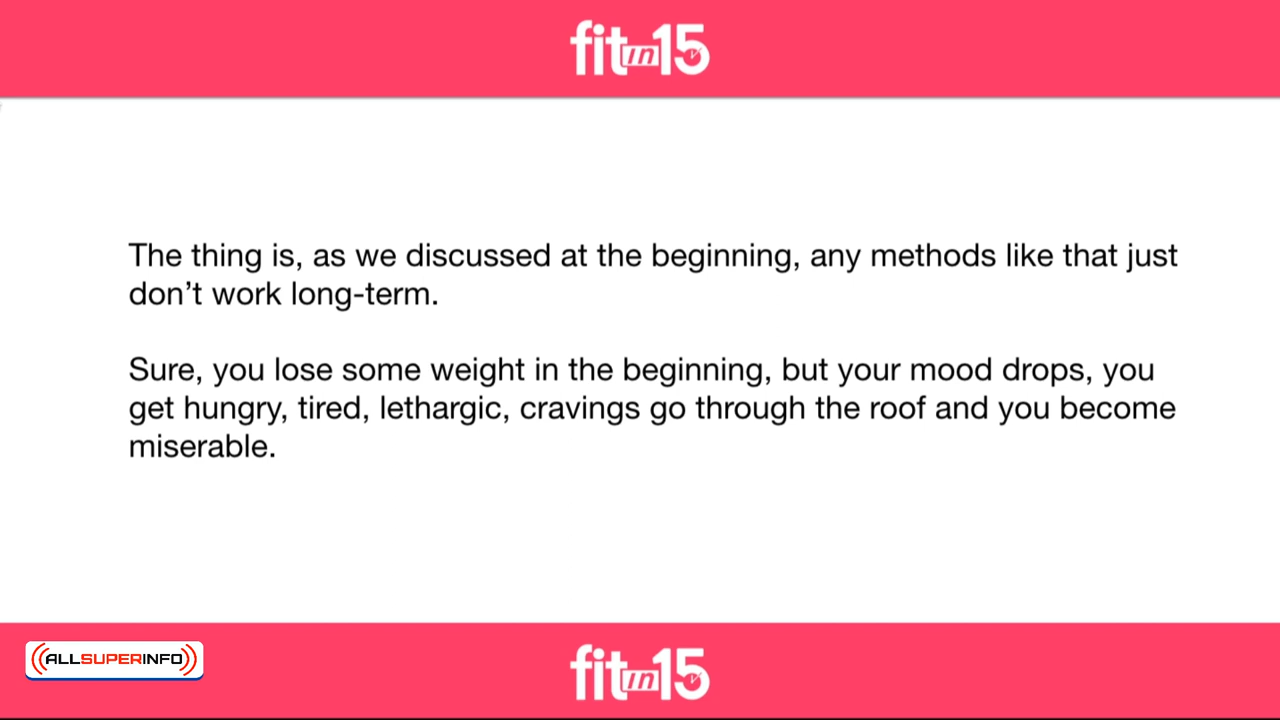 fit in 15
The thing is, as we discussed at the beginning, any methods like that just
don’t work long-term.
Sure, you lose some weight in the beginning, but your mood drops, you
get hungry, tired, lethargic, cravings go through the roof and you become
miserable.
((ALLSUPERINFO))
fit in 15